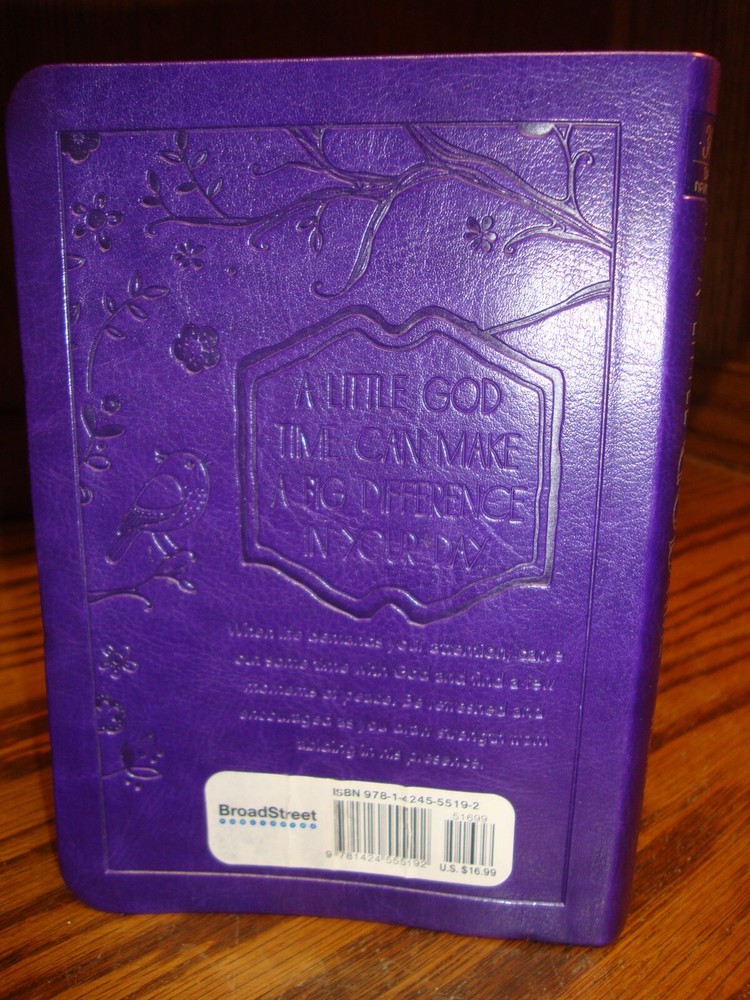 A LITTLE GOD
TIME CAN MAKE
A BIG DIFFERENCE
IN YOUR DAY
When life demands your attention, carve
out some time with God and find a few
moments of peace. Be refreshed and
encouraged as you draw strength from
abiding in his presence.
BroadStreet
ISBN 978-1-4245-5519-2
51699
9 781424 555192
U.S. $16.99